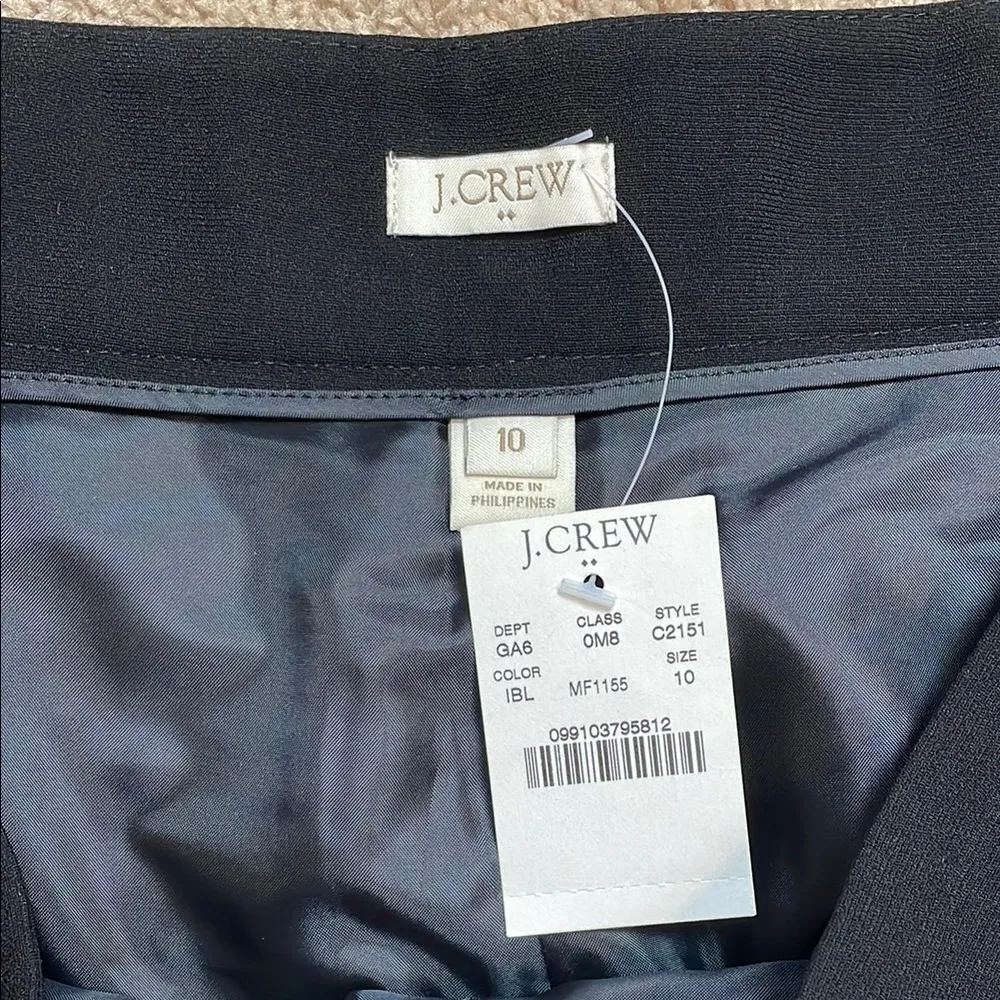 J.CREW
10
MADE IN
PHILIPPINES
J.CREW
DEPT CLASS STYLE
GA6 0M8 C2151
COLOR SIZE
IBL MF1155 10
099103795812